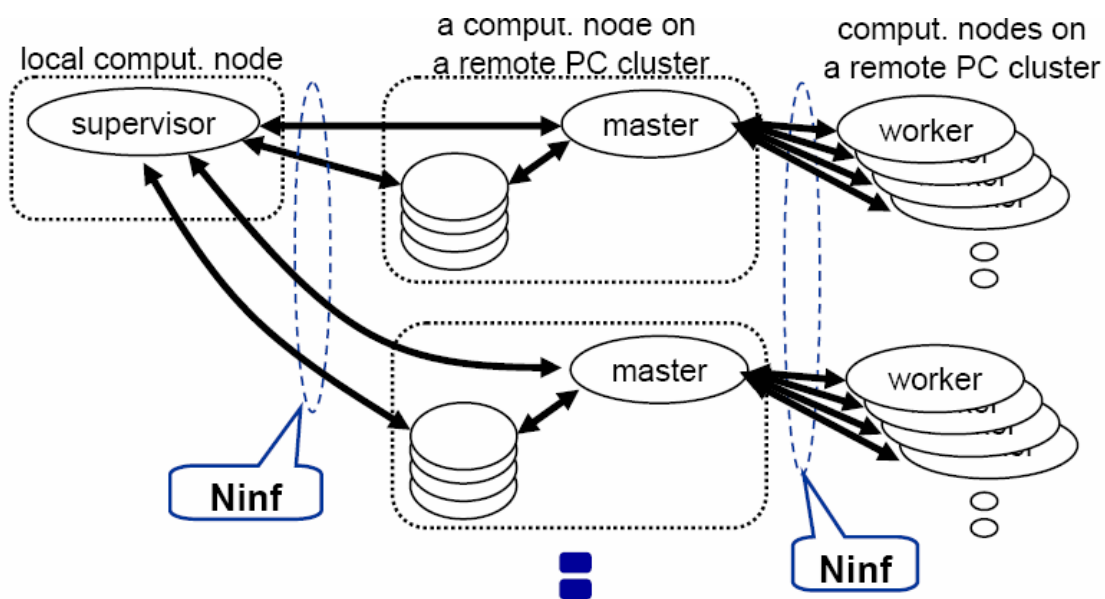 local comput. node
a comput. node on
a remote PC cluster
comput. nodes on
a remote PC cluster
supervisor
master
worker
master
worker
Ninf
Ninf